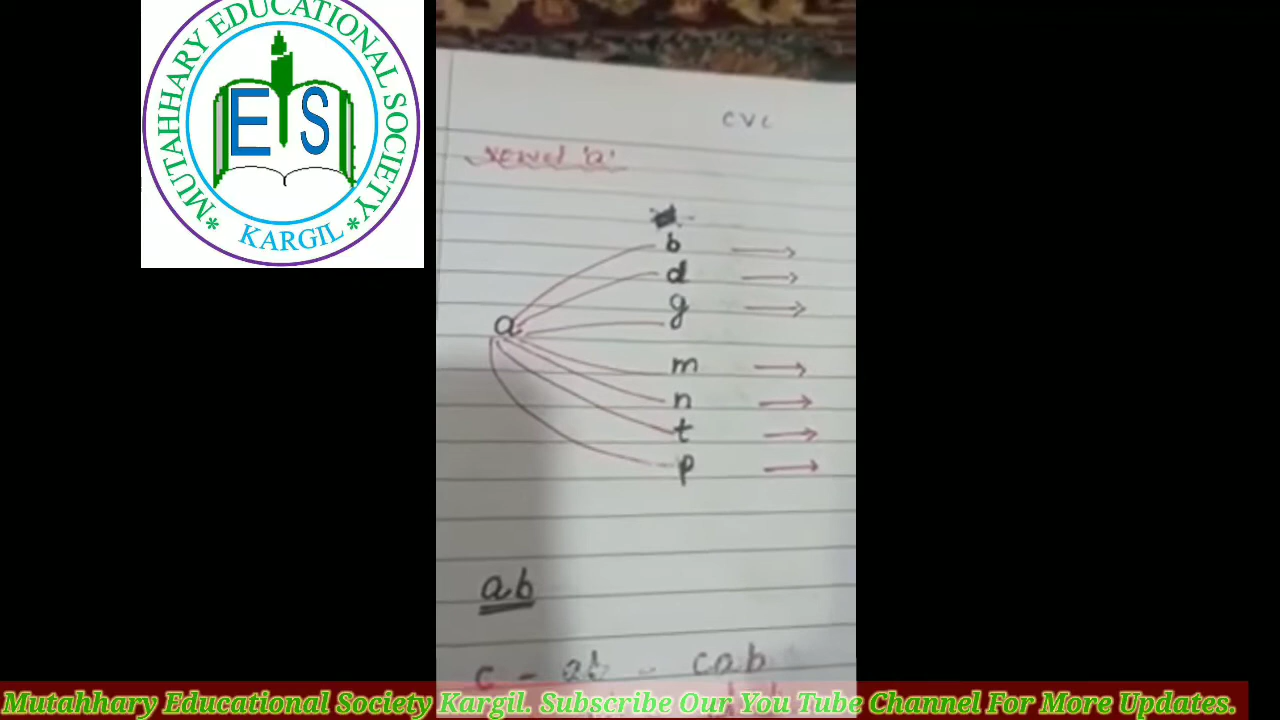 MUTAHHARY EDUCATIONAL SOCIETY
E S
* KARGIL *
CVC
vowel 'a'
b
d
g
a
m
n
t
p
ab
c - ab - cab
Mutahhary Educational Society Kargil. Subscribe Our You Tube Channel For More Updates.